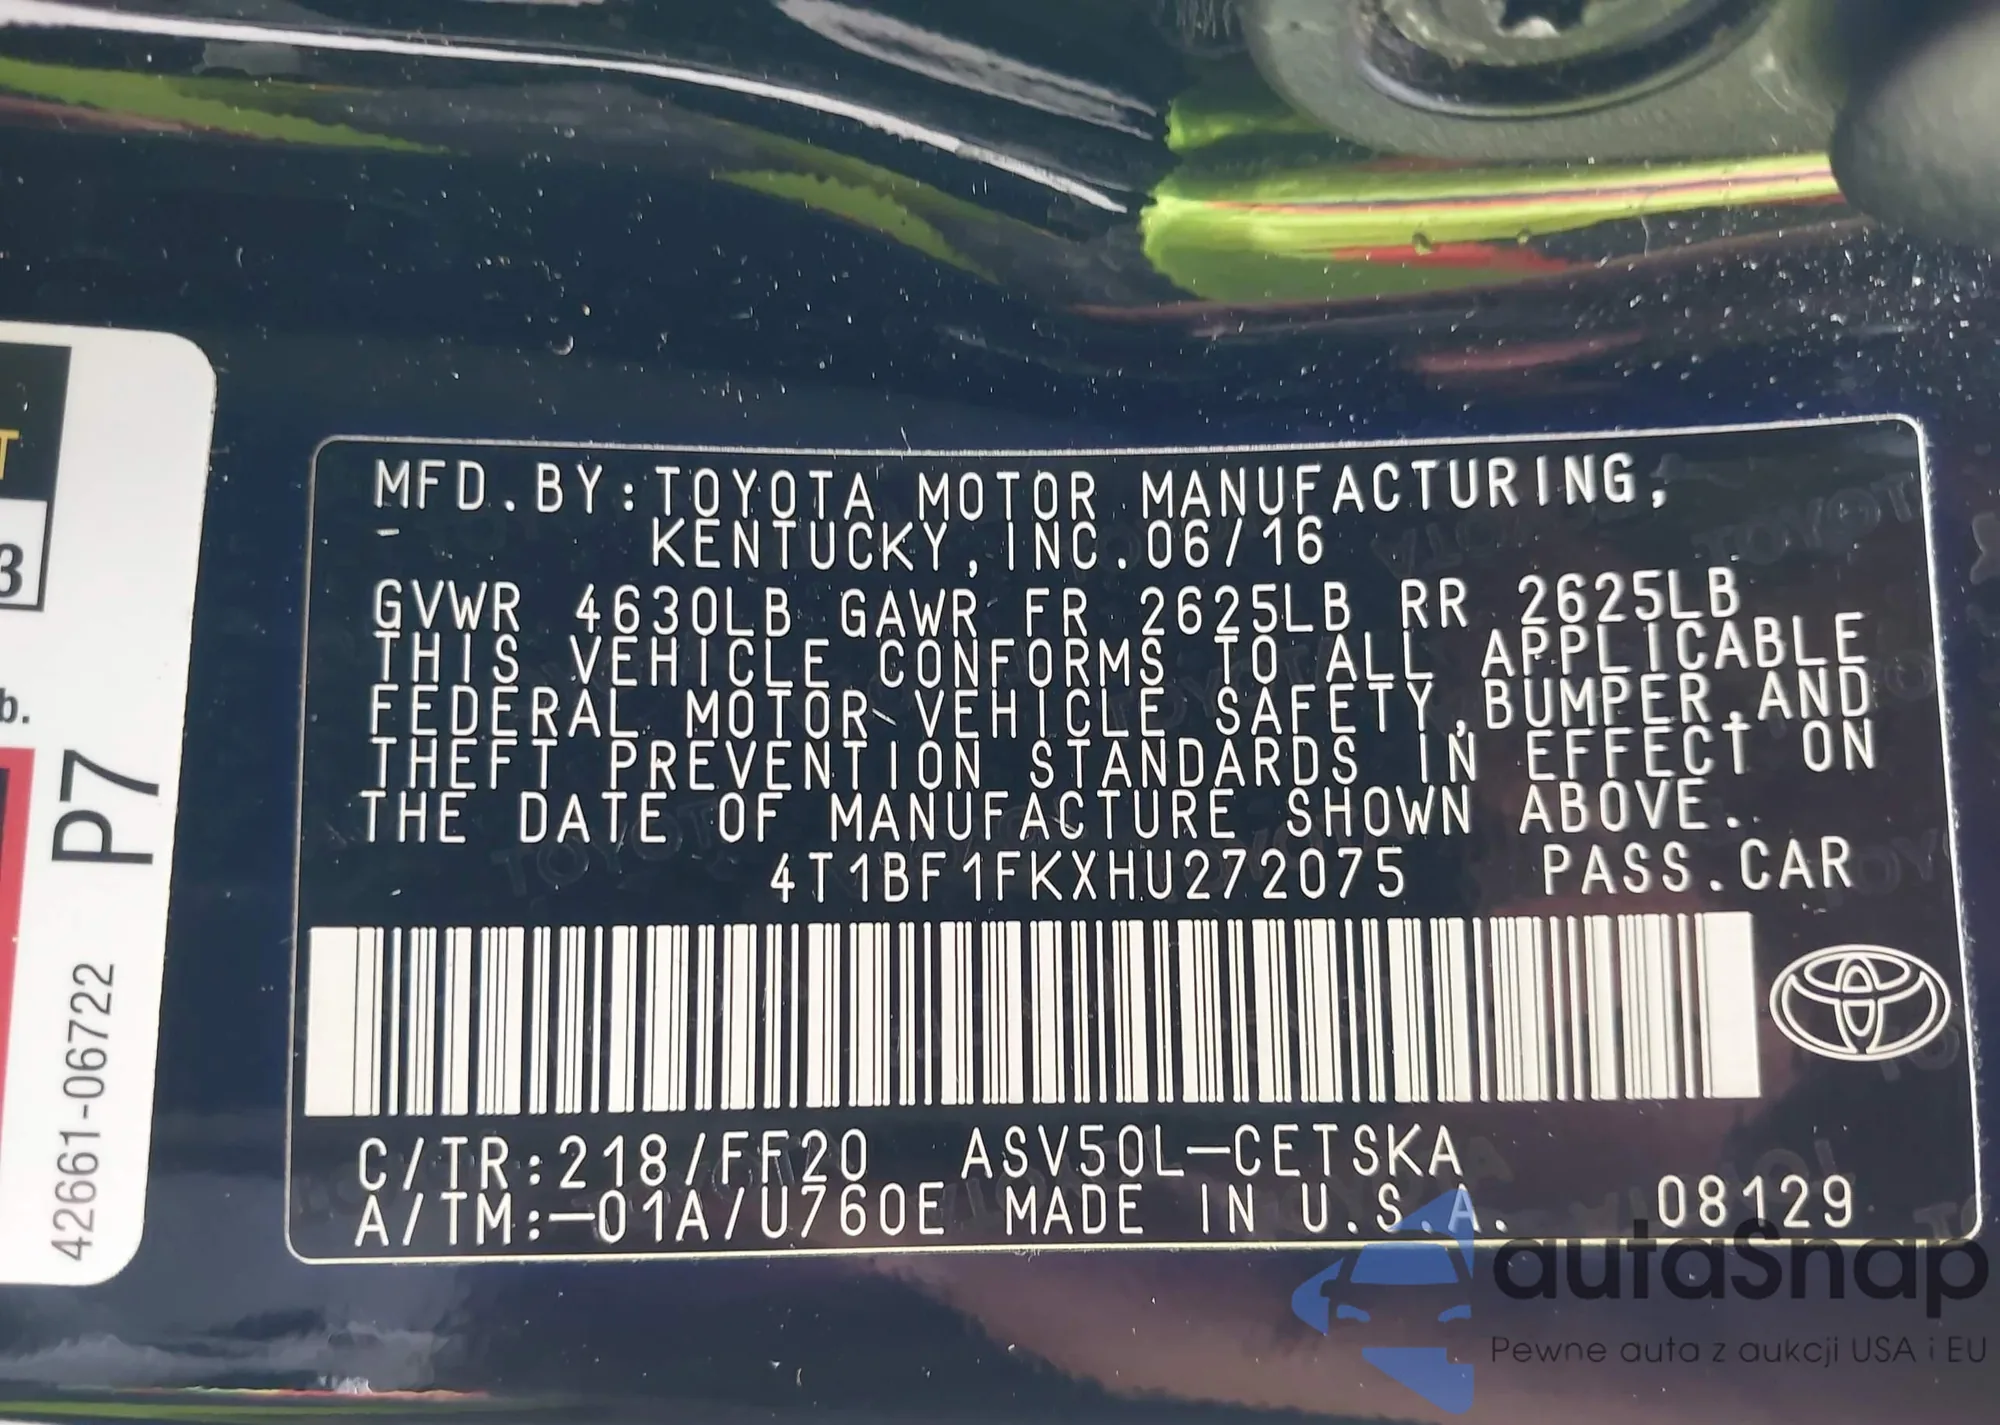 T
3
b.
P7
42661-06722
MFD.BY:TOYOTA MOTOR MANUFACTURING,
KENTUCKY,INC.06/16
GVWR 4630LB GAWR FR 2625LB RR 2625LB
THIS VEHICLE CONFORMS TO ALL APPLICABLE
FEDERAL MOTOR VEHICLE SAFETY,BUMPER,AND
THEFT PREVENTION STANDARDS IN EFFECT ON
THE DATE OF MANUFACTURE SHOWN ABOVE.
4T1BF1FKXHU272075 PASS.CAR
C/TR:218/FF20 ASV50L-CETSKA
A/TM:-01A/U760E MADE IN U.S.A. 08129
autaSnap
Pewne auta z aukcji USA i EU